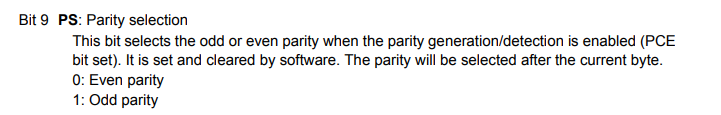 Bit 9 PS: Parity selection
This bit selects the odd or even parity when the parity generation/detection is enabled (PCE
bit set). It is set and cleared by software. The parity will be selected after the current byte.
0: Even parity
1: Odd parity